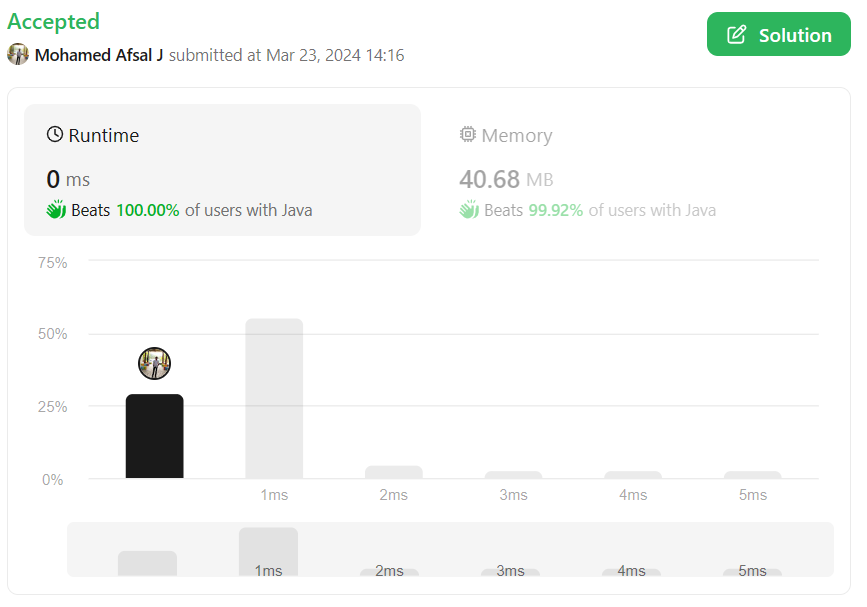 Accepted
Mohamed Afsal J submitted at Mar 23, 2024 14:16
Solution
Runtime
0 ms
Beats 100.00% of users with Java
Memory
40.68 MB
Beats 99.92% of users with Java
75%
50%
25%
0%
1ms 2ms 3ms 4ms 5ms
1ms 2ms 3ms 4ms 5ms